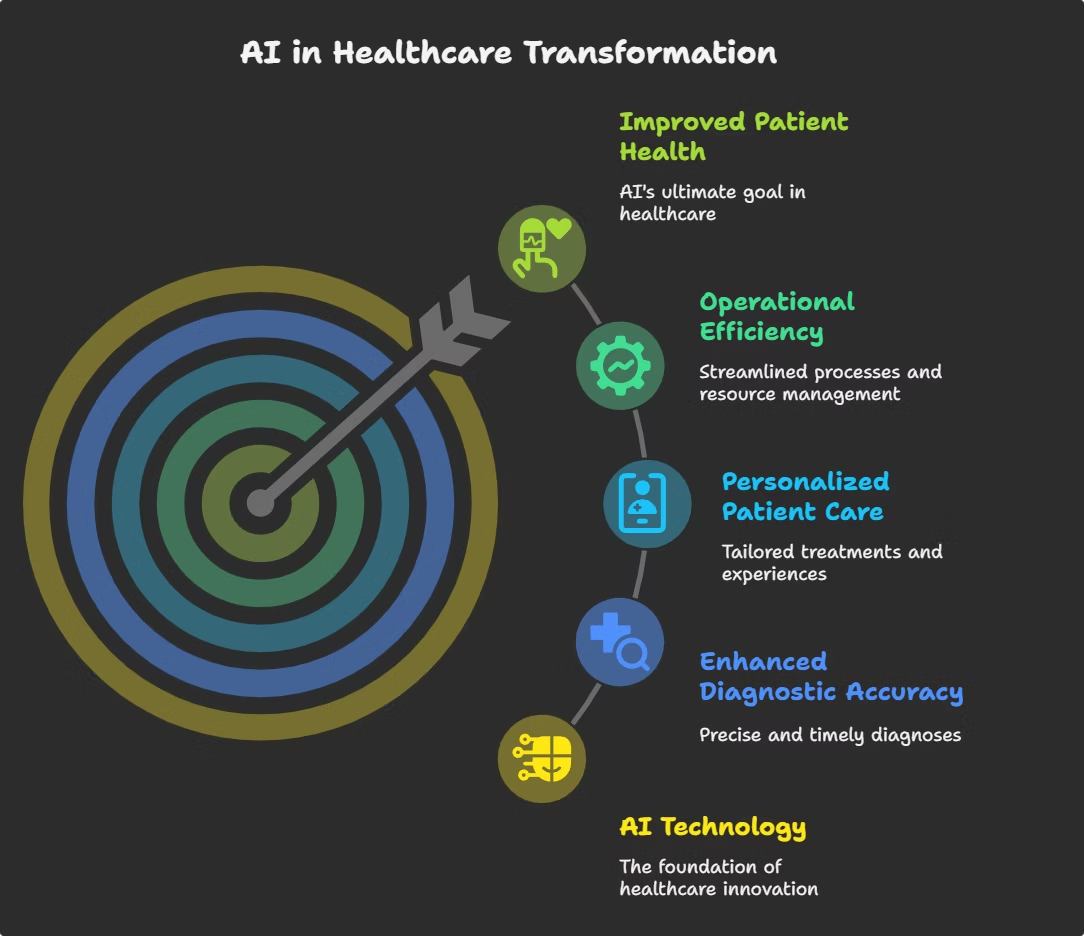 AI in Healthcare Transformation
Improved Patient
Health
AI's ultimate goal in
healthcare
Operational
Efficiency
Streamlined processes and
resource management
Personalized
Patient Care
Tailored treatments and
experiences
Enhanced
Diagnostic Accuracy
Precise and timely diagnoses
AI Technology
The foundation of
healthcare innovation